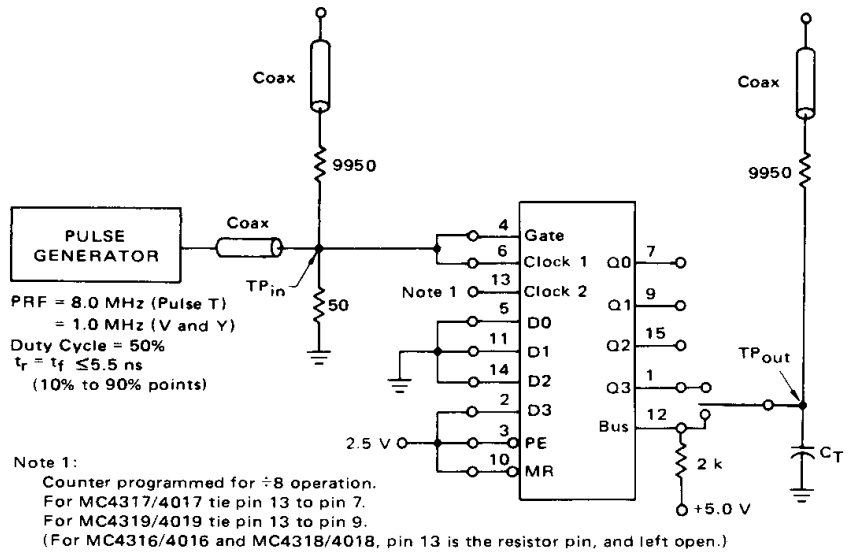 Coax
Coax
9950
9950
PULSE
GENERATOR
Coax
TPin
50
PRF = 8.0 MHz (Pulse T)
= 1.0 MHz (V and Y)
Duty Cycle = 50%
tr = tf ≤5.5 ns
(10% to 90% points)
4 Gate
6 Clock 1
Note 1 13 Clock 2
5 D0
11 D1
14 D2
2 D3
2.5 V 3 PE
10 MR
Q0 7
Q1 9
Q2 15
Q3 1
Bus 12
TPout
2 k
CT
+5.0 V
Note 1:
Counter programmed for ÷8 operation.
For MC4317/4017 tie pin 13 to pin 7.
For MC4319/4019 tie pin 13 to pin 9.
(For MC4316/4016 and MC4318/4018, pin 13 is the resistor pin, and left open.)